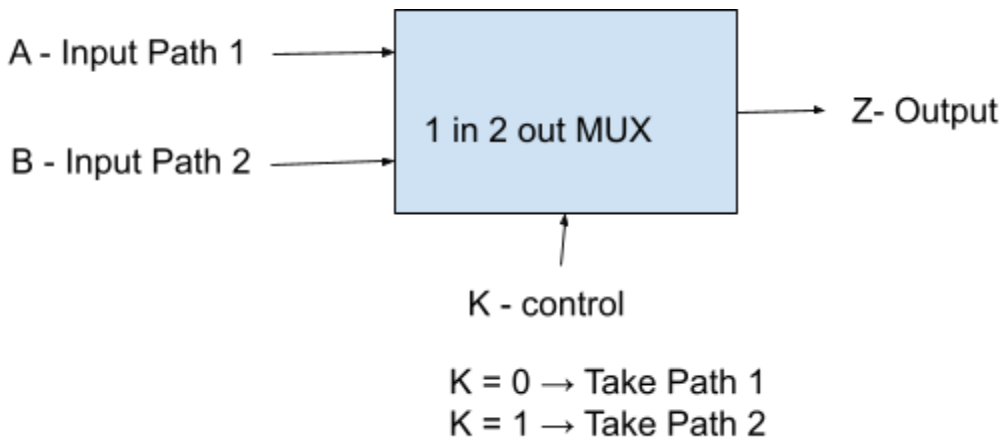 A - Input Path 1
B - Input Path 2
1 in 2 out MUX
Z- Output
K - control
K = 0 → Take Path 1
K = 1 → Take Path 2